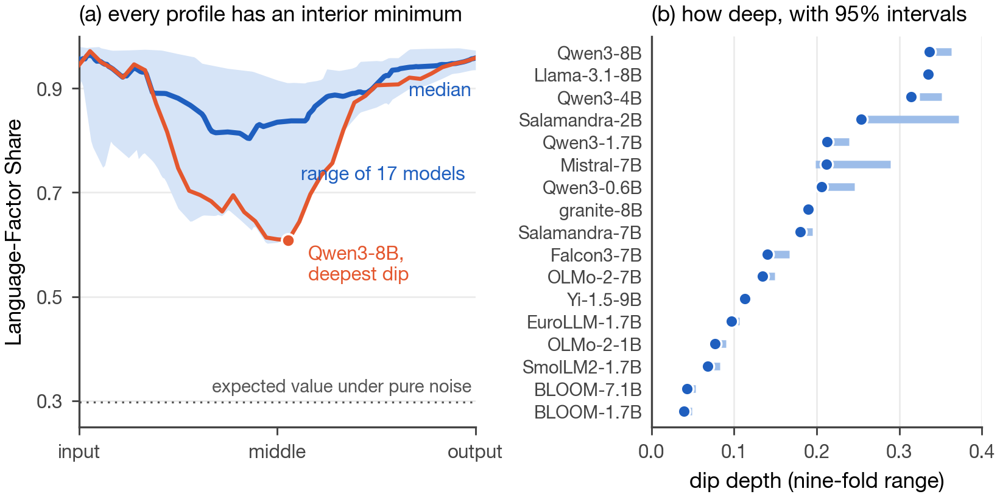 (a) every profile has an interior minimum
Language-Factor Share
0.9
0.7
0.5
0.3
median
range of 17 models
Qwen3-8B,
deepest dip
expected value under pure noise
input
middle
output
(b) how deep, with 95% intervals
Qwen3-8B
Llama-3.1-8B
Qwen3-4B
Salamandra-2B
Qwen3-1.7B
Mistral-7B
Qwen3-0.6B
granite-8B
Salamandra-7B
Falcon3-7B
OLMo-2-7B
Yi-1.5-9B
EuroLLM-1.7B
OLMo-2-1B
SmolLM2-1.7B
BLOOM-7.1B
BLOOM-1.7B
0.0
0.1
0.2
0.3
0.4
dip depth (nine-fold range)